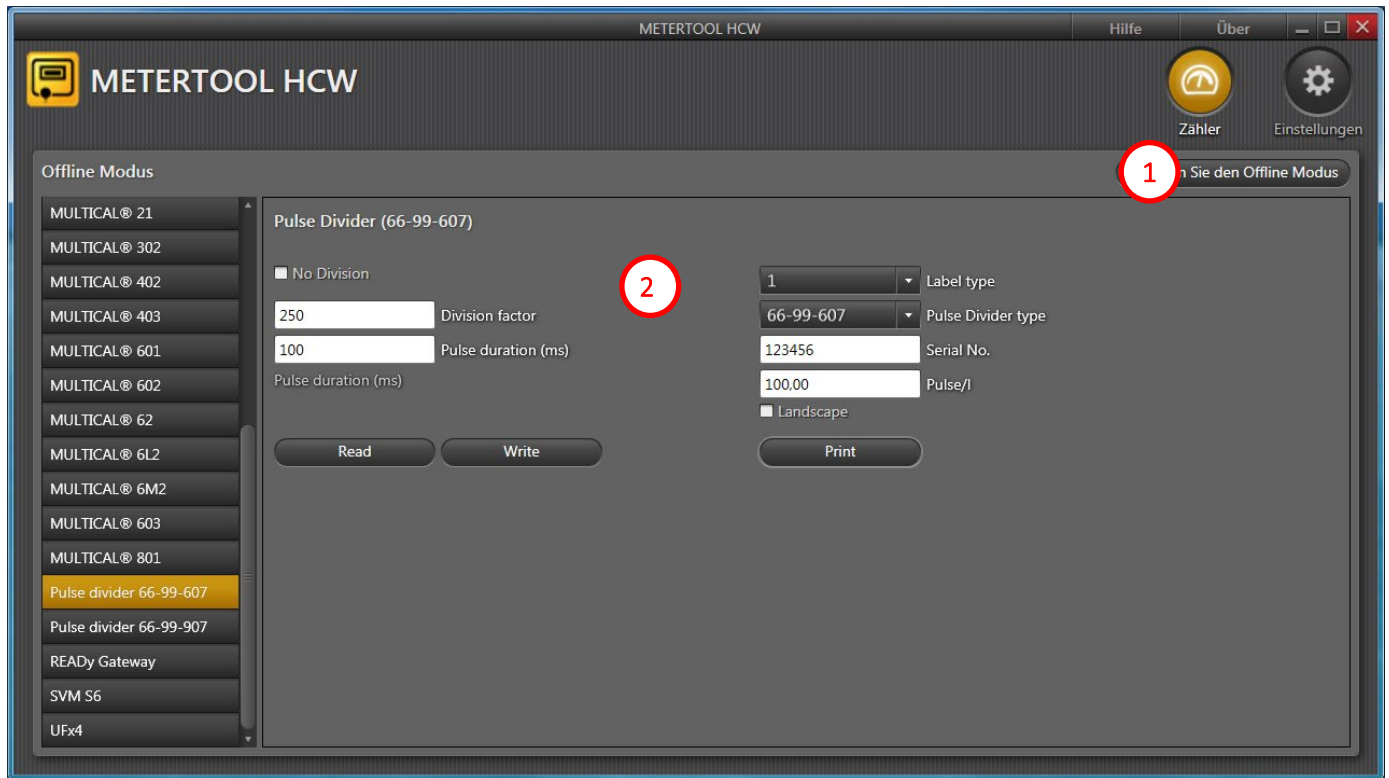 METERTOOL HCW
Hilfe
Über
METERTOOL HCW
Zähler
Einstellungen
Offline Modus
1
Sie den Offline Modus
MULTICAL® 21
MULTICAL® 302
MULTICAL® 402
MULTICAL® 403
MULTICAL® 601
MULTICAL® 602
MULTICAL® 62
MULTICAL® 6L2
MULTICAL® 6M2
MULTICAL® 603
MULTICAL® 801
Pulse divider 66-99-607
Pulse divider 66-99-907
READy Gateway
SVM S6
UFx4
Pulse Divider (66-99-607)
No Division
2
250 Division factor
100 Pulse duration (ms)
Pulse duration (ms)
Read
Write
1 Label type
66-99-607 Pulse Divider type
123456 Serial No.
100,00 Pulse/l
Landscape
Print